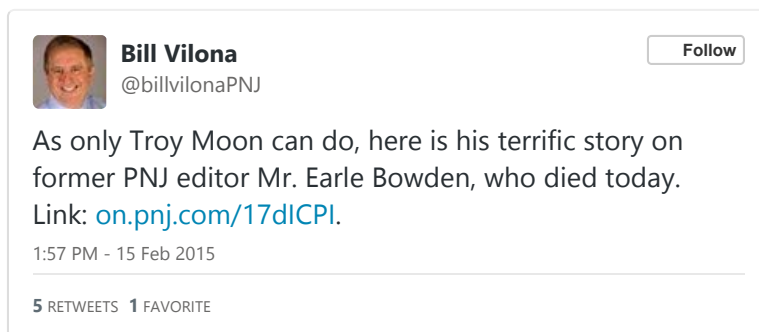 Bill Vilona
Follow
@billvilonaPNJ
As only Troy Moon can do, here is his terrific story on
former PNJ editor Mr. Earle Bowden, who died today.
Link: on.pnj.com/17dICPI.
1:57 PM - 15 Feb 2015
5 RETWEETS 1 FAVORITE